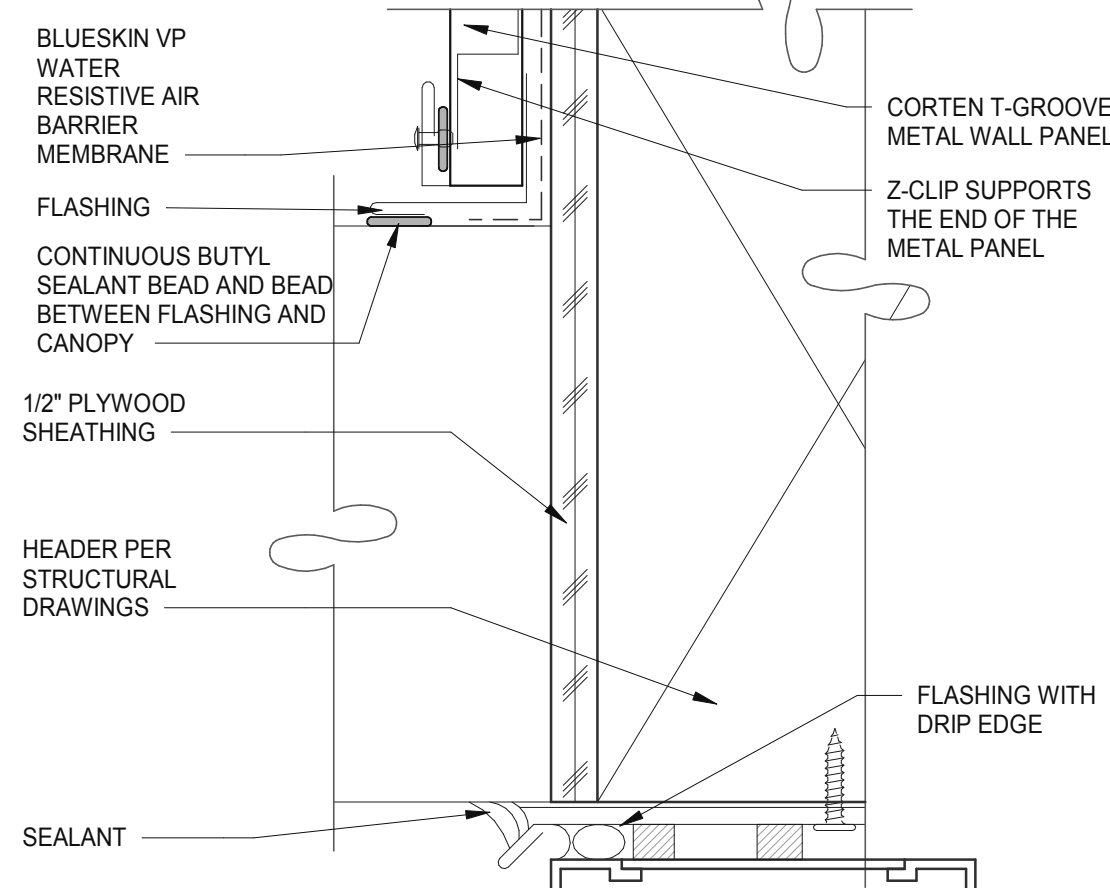 BLUESKIN VP
WATER
RESISTIVE AIR
BARRIER
MEMBRANE
FLASHING
CONTINUOUS BUTYL
SEALANT BEAD AND BEAD
BETWEEN FLASHING AND
CANOPY
1/2" PLYWOOD
SHEATHING
HEADER PER
STRUCTURAL
DRAWINGS
SEALANT
CORTEN T-GROOVE
METAL WALL PANEL
Z-CLIP SUPPORTS
THE END OF THE
METAL PANEL
FLASHING WITH
DRIP EDGE